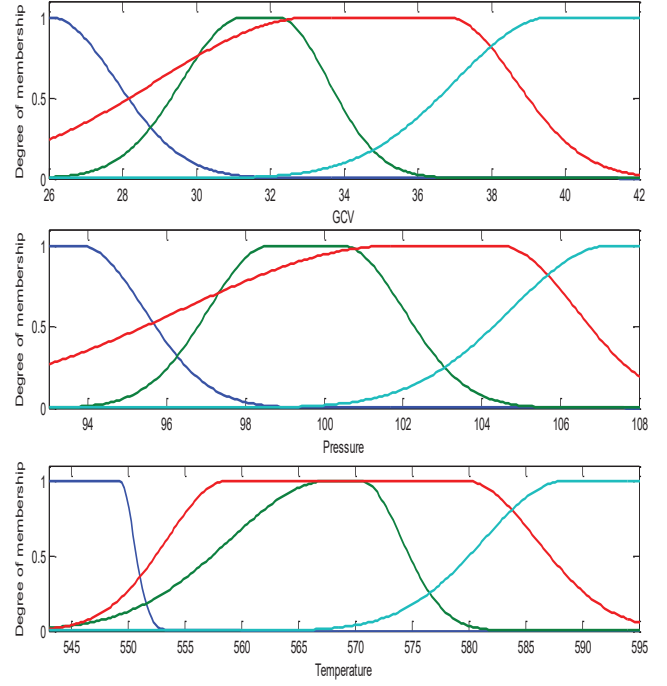 Degree of membership
1
0.5
0
26 28 30 32 34 36 38 40 42
GCV
Degree of membership
1
0.5
0
94 96 98 100 102 104 106 108
Pressure
Degree of membership
1
0.5
0
545 550 555 560 565 570 575 580 585 590 595
Temperature